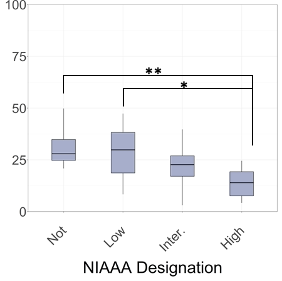 100
75
**
*
50
25
0
Not
Low
Inter.
High
NIAAA Designation